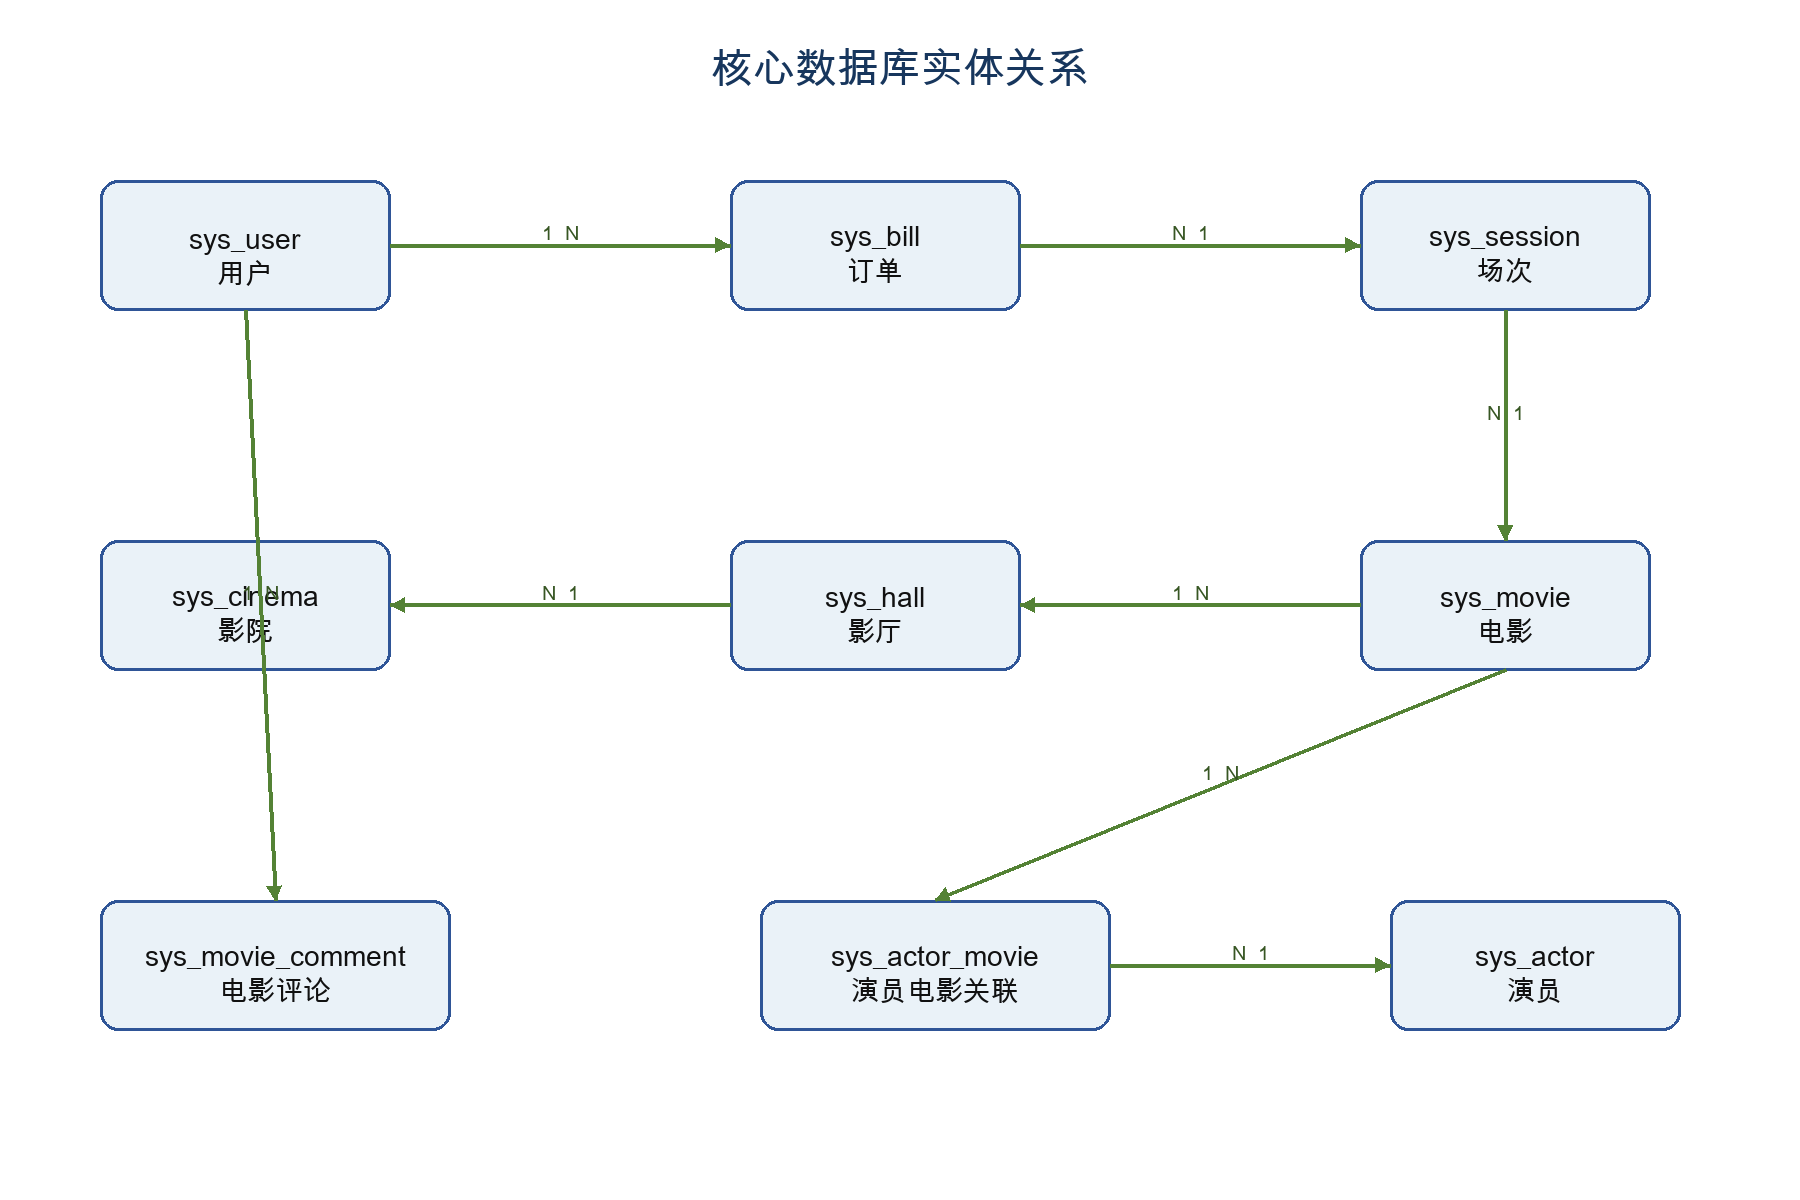 核心数据库实体关系
sys_user
用户
1 N
sys_bill
订单
N 1
sys_session
场次
N 1
sys_cinema
影院
1 N
N 1
sys_hall
影厅
1 N
sys_movie
电影
1 N
sys_movie_comment
电影评论
sys_actor_movie
演员电影关联
N 1
sys_actor
演员